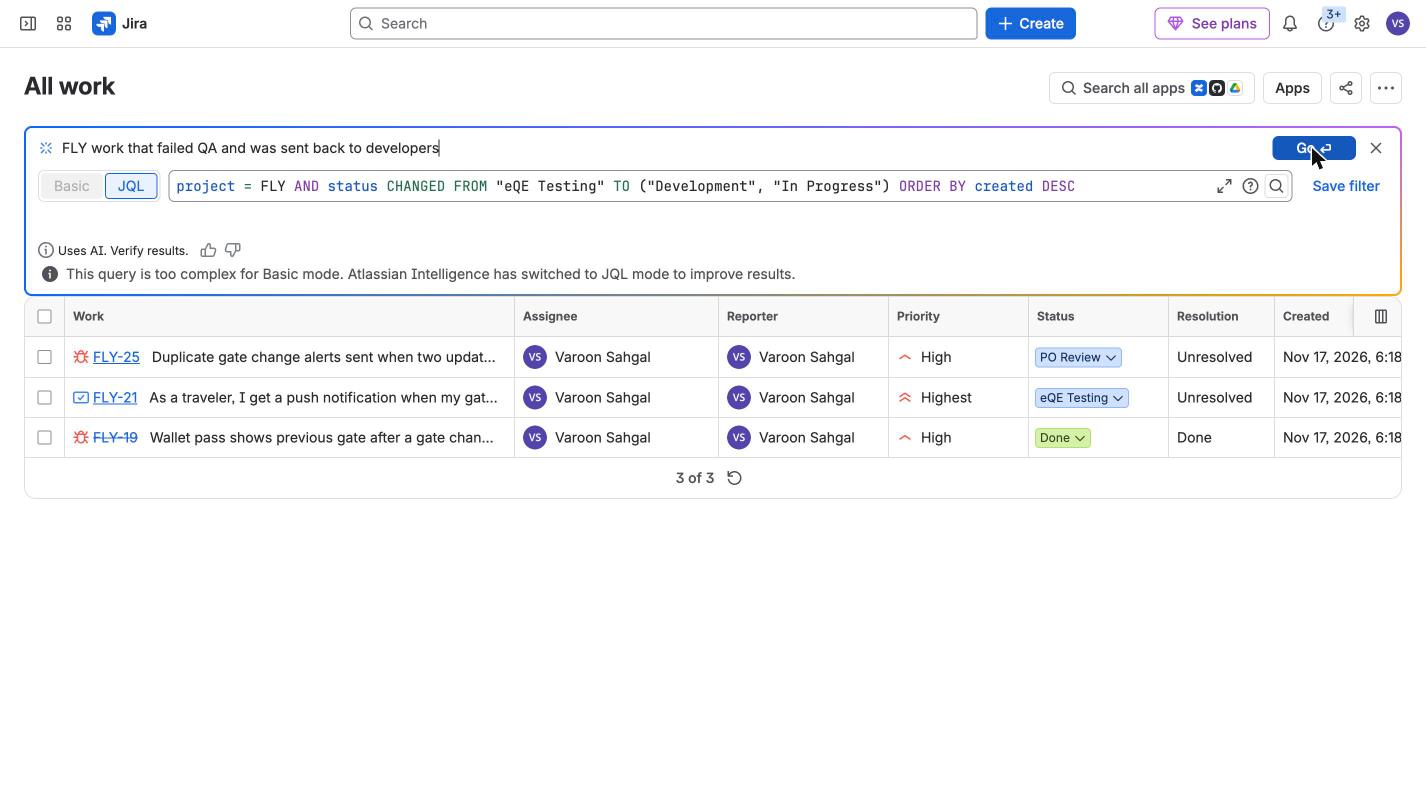 Jira
Search
Create
See plans
3+
VS
All work
Search all apps
Apps
FLY work that failed QA and was sent back to developers
Go
Basic
JQL
project = FLY AND status CHANGED FROM "eQE Testing" TO ("Development", "In Progress") ORDER BY created DESC
Save filter
Uses AI. Verify results.
This query is too complex for Basic mode. Atlassian Intelligence has switched to JQL mode to improve results.
Work Assignee Reporter Priority Status Resolution Created
FLY-25 Duplicate gate change alerts sent when two updat... VS Varoon Sahgal VS Varoon Sahgal High PO Review Unresolved Nov 17, 2026, 6:18
FLY-21 As a traveler, I get a push notification when my gat... VS Varoon Sahgal VS Varoon Sahgal Highest eQE Testing Unresolved Nov 17, 2026, 6:18
FLY-19 Wallet pass shows previous gate after a gate chan... VS Varoon Sahgal VS Varoon Sahgal High Done Done Nov 17, 2026, 6:18
3 of 3